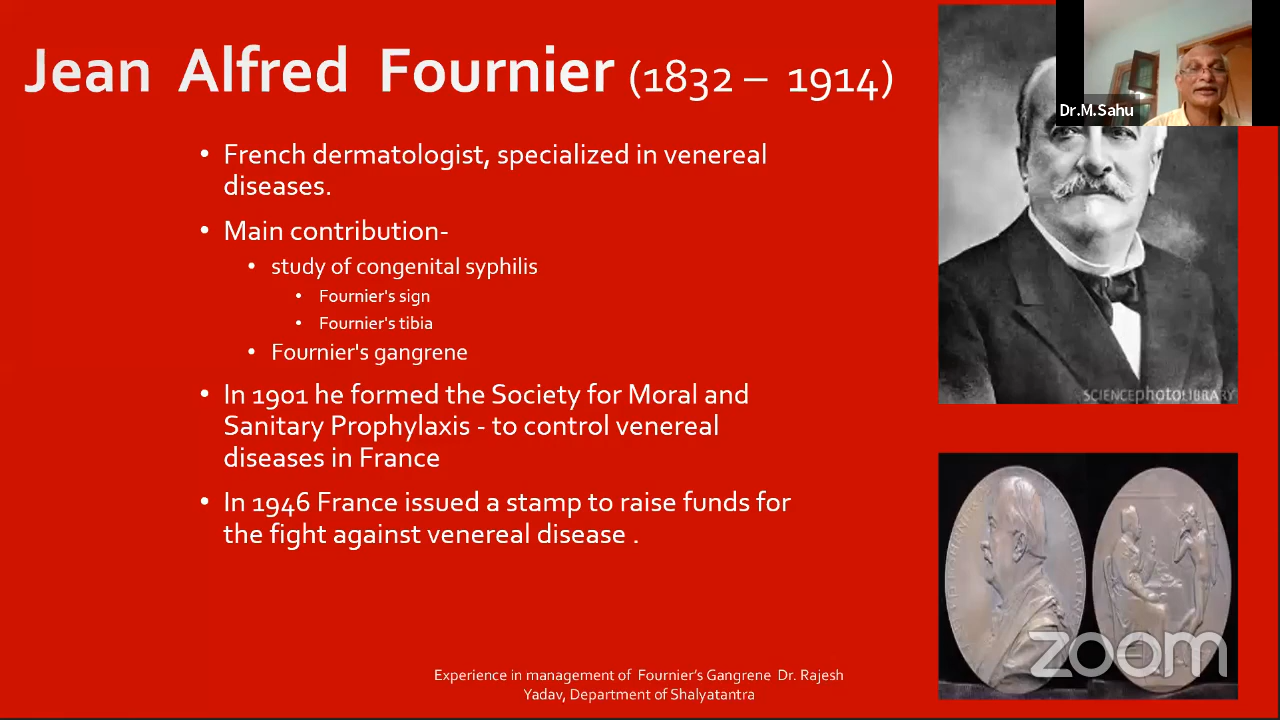 Jean Alfred Fournier (1832 – 1914)
Dr.M.Sahu
• French dermatologist, specialized in venereal
diseases.
• Main contribution-
• study of congenital syphilis
• Fournier's sign
• Fournier's tibia
• Fournier's gangrene
• In 1901 he formed the Society for Moral and
Sanitary Prophylaxis - to control venereal
diseases in France
• In 1946 France issued a stamp to raise funds for
the fight against venereal disease .
SCIENCEphotoLIBRARY
zoom
Experience in management of Fournier’s Gangrene Dr. Rajesh
Yadav, Department of Shalyatantra